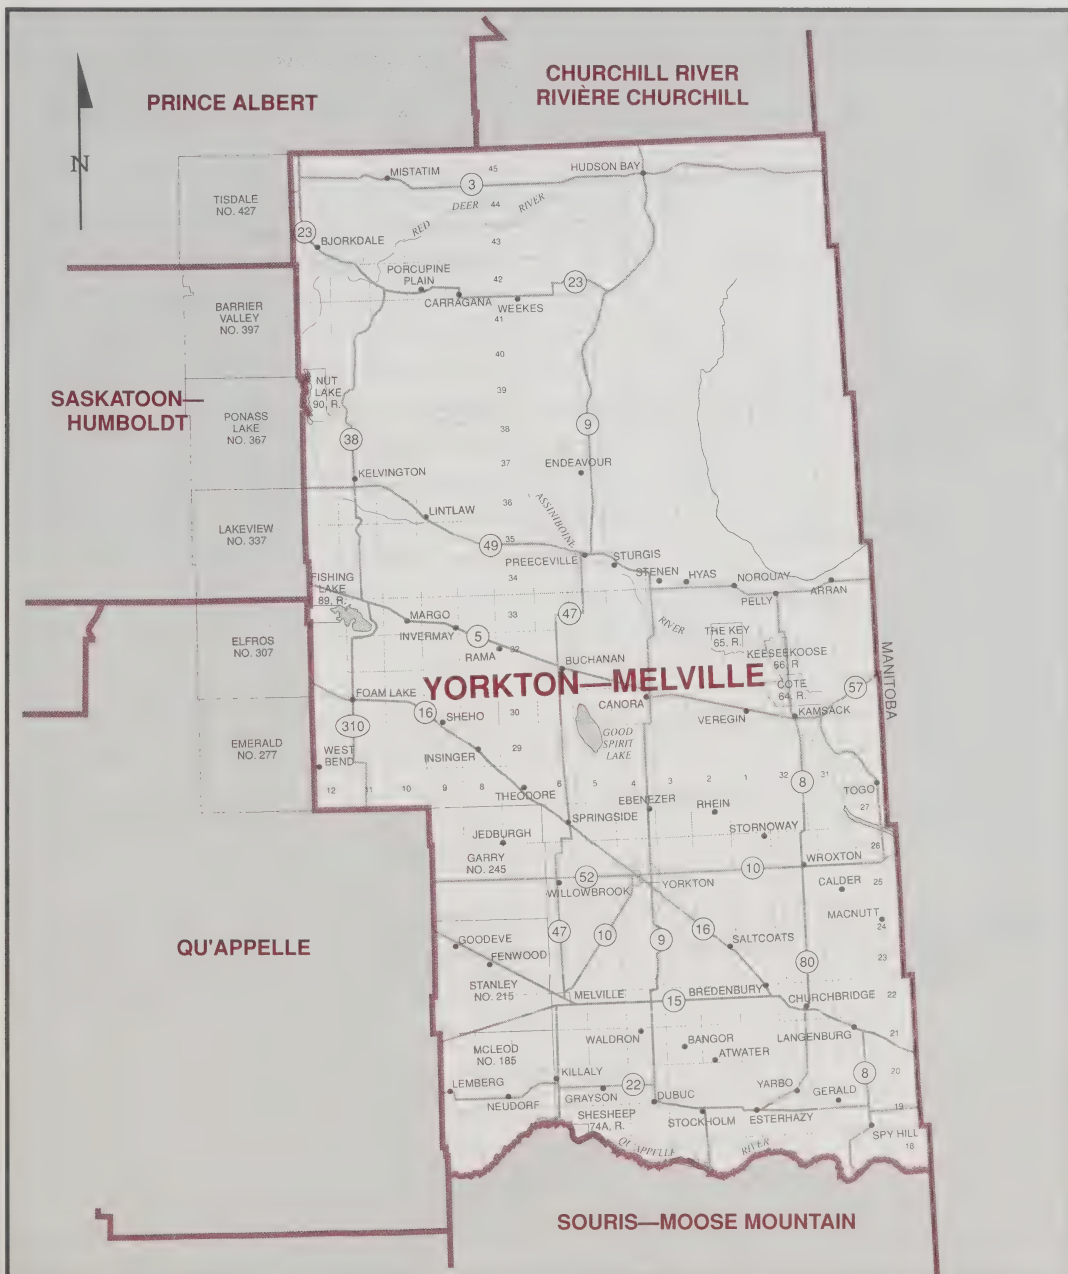 CHURCHILL RIVER
RIVIÈRE CHURCHILL
PRINCE ALBERT
N
MISTATIM
45
HUDSON BAY
3
TISDALE
NO. 427
DEER
44
RIVER
RED
23
BJORKDALE
43
PORCUPINE
PLAIN
42
23
CARRAGANA
WEEKES
BARRIER
VALLEY
NO. 397
41
40
NUT
LAKE
90, R.
39
SASKATOON—
HUMBOLDT
PONASS
LAKE
NO. 367
38
38
9
KELVINGTON
37
ENDEAVOUR
36
LINTLAW
ASSINIBOINE
LAKEVIEW
NO. 337
49
35
PREECEVILLE
STURGIS
STENEN
HYAS
NORQUAY
PELLY
ARRAN
FISHING
LAKE
89, R.
34
MARGO
33
47
INVERMAY
5
RAMA
32
RIVER
THE KEY
65. R.
KEESEEKOOSE
66, R
ELFROS
NO. 307
BUCHANAN
MANITOBA
YORKTON—MELVILLE
COTE
64, R.
57
FOAM LAKE
16
30
CANORA
VEREGIN
KAMSACK
310
SHEHO
GOOD
SPIRIT
LAKE
EMERALD
NO. 277
WEST
BEND
INSINGER
29
12
11
10
9
8
6
5
4
3
2
1
32
8
31
TOGO
THEODORE
EBENEZER
RHEIN
27
SPRINGSIDE
STORNOWAY
JEDBURGH
26
GARRY
NO. 245
WROXTON
10
52
YORKTON
CALDER
25
WILLOWBROOK
MACNUTT
24
QU'APPELLE
GOODEVE
47
10
9
16
SALTCOATS
FENWOOD
80
23
STANLEY
NO. 215
MELVILLE
BREDENBURY
15
CHURCHBRIDGE
22
WALDRON
BANGOR
LANGENBURG
21
MCLEOD
NO. 185
ATWATER
KILLALY
8
20
LEMBERG
22
YARBO
GERALD
NEUDORF
GRAYSON
DUBUC
19
SHESHEEP
74A, R.
STOCKHOLM
ESTERHAZY
SPY HILL
18
QU'APPELLE
RIVER
SOURIS—MOOSE MOUNTAIN